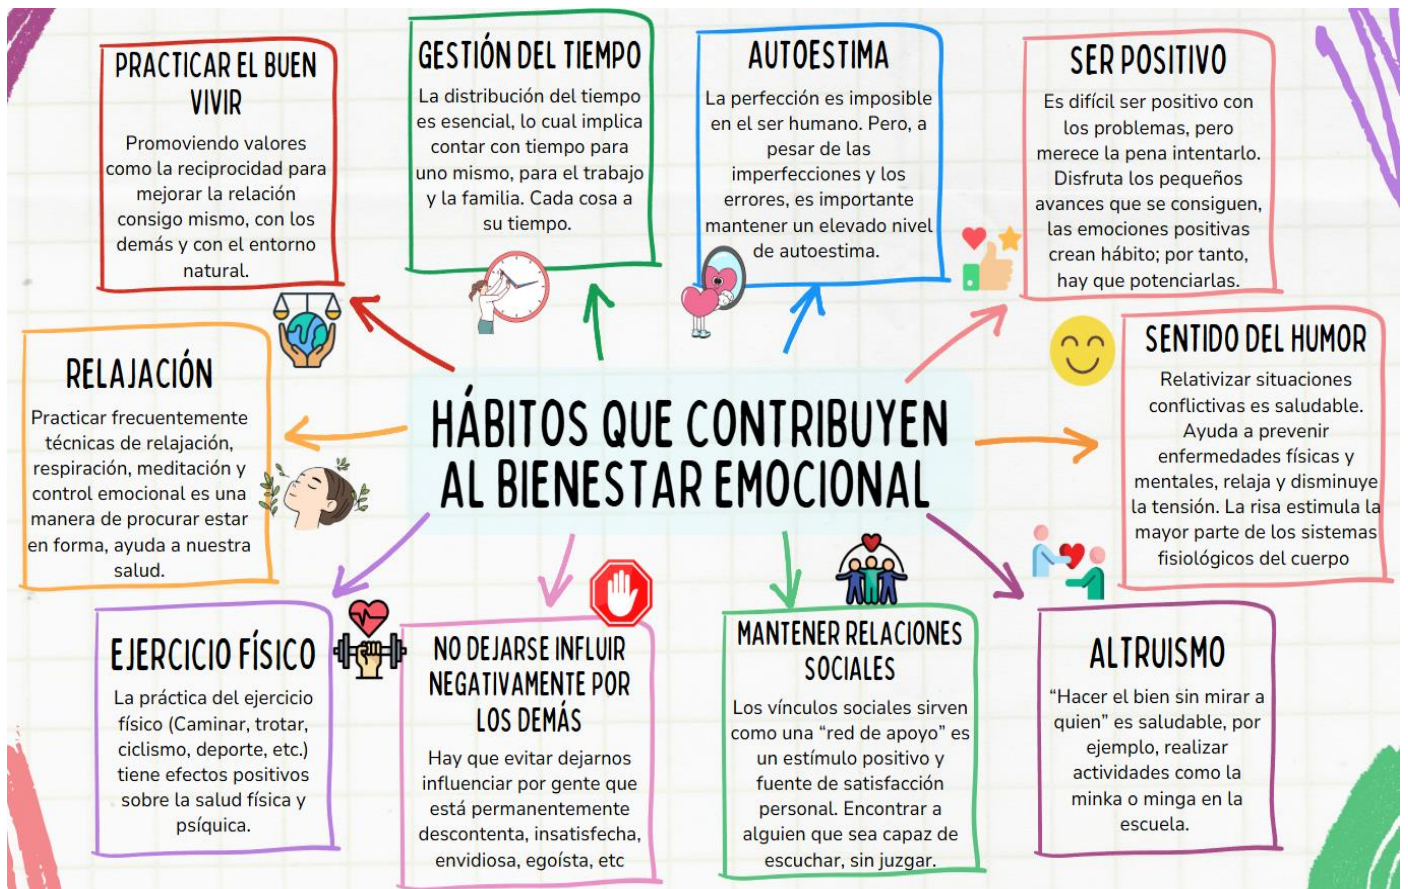 PRACTICAR EL BUEN
VIVIR
Promoviendo valores
como la reciprocidad para
mejorar la relación
consigo mismo, con los
demás y con el entorno
natural.
GESTIÓN DEL TIEMPO
La distribución del tiempo
es esencial, lo cual implica
contar con tiempo para
uno mismo, para el trabajo
y la familia. Cada cosa a
su tiempo.
AUTOESTIMA
La perfección es imposible
en el ser humano. Pero, a
pesar de las
imperfecciones y los
errores, es importante
mantener un elevado nivel
de autoestima.
SER POSITIVO
Es difícil ser positivo con
los problemas, pero
merece la pena intentarlo.
Disfruta los pequeños
avances que se consiguen,
las emociones positivas
crean hábito; por tanto,
hay que potenciarlas.
RELAJACIÓN
Practicar frecuentemente
técnicas de relajación,
respiración, meditación y
control emocional es una
manera de procurar estar
en forma, ayuda a nuestra
salud.
HÁBITOS QUE CONTRIBUYEN
AL BIENESTAR EMOCIONAL
SENTIDO DEL HUMOR
Relativizar situaciones
conflictivas es saludable.
Ayuda a prevenir
enfermedades físicas y
mentales, relaja y disminuye
la tensión. La risa estimula la
mayor parte de los sistemas
fisiológicos del cuerpo
EJERCICIO FÍSICO
La práctica del ejercicio
físico (Caminar, trotar,
ciclismo, deporte, etc.)
tiene efectos positivos
sobre la salud física y
psíquica.
NO DEJARSE INFLUIR
NEGATIVAMENTE POR
LOS DEMÁS
Hay que evitar dejarnos
influenciar por gente que
está permanentemente
descontenta, insatisfecha,
envidiosa, egoísta, etc
MANTENER RELACIONES
SOCIALES
Los vínculos sociales sirven
como una “red de apoyo” es
un estímulo positivo y
fuente de satisfacción
personal. Encontrar a
alguien que sea capaz de
escuchar, sin juzgar.
ALTRUISMO
“Hacer el bien sin mirar a
quien” es saludable, por
ejemplo, realizar
actividades como la
minka o minga en la
escuela.